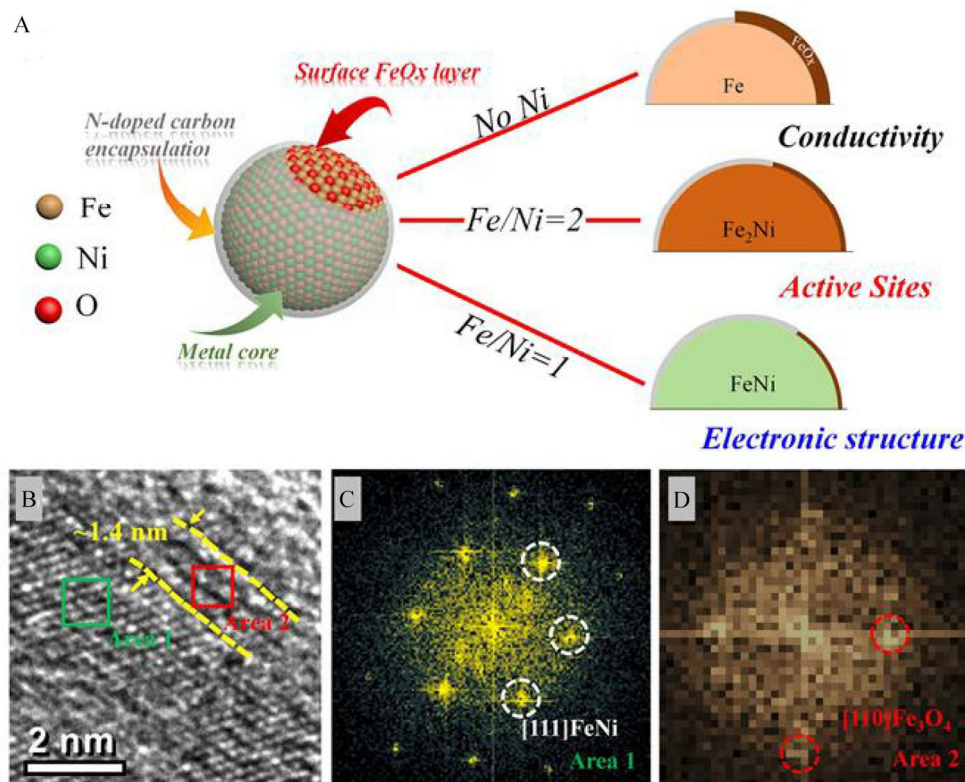 A
Surface FeOx layer
N-doped carbon
encapsulation
Fe
Ni
O
Metal core
No Ni
Fe/Ni=2
Fe/Ni=1
FeOx
Fe
Conductivity
Fe₂Ni
Active Sites
FeNi
Electronic structure
B
~1.4 nm
Area 1
Area 2
2 nm
C
[111]FeNi
Area 1
D
[110]Fe₃O₄
Area 2